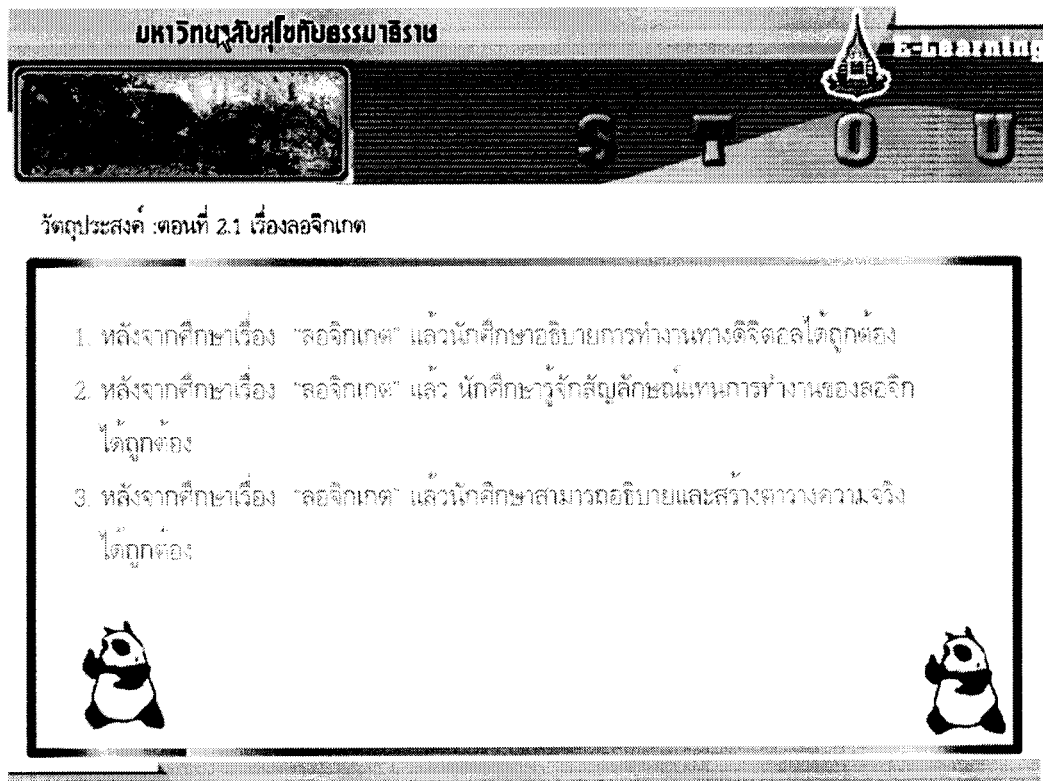 มหาวิทยาลัยสุโขทัยธรรมาธิราช
E-Learning
S T O U
วัตถุประสงค์ :ตอนที่ 2.1 เรื่องลอจิกเกต
1. หลังจากศึกษาเรื่อง "ลอจิกเกต" แล้วนักศึกษาอธิบายการทำงานทางดิจิตอลได้ถูกต้อง
2. หลังจากศึกษาเรื่อง "ลอจิกเกต" แล้ว นักศึกษารู้จักสัญลักษณ์แทนการทำงานของลอจิก
ได้ถูกต้อง
3. หลังจากศึกษาเรื่อง "ลอจิกเกต" แล้วนักศึกษาสามารถอธิบายและสร้างตารางความจริง
ได้ถูกต้อง